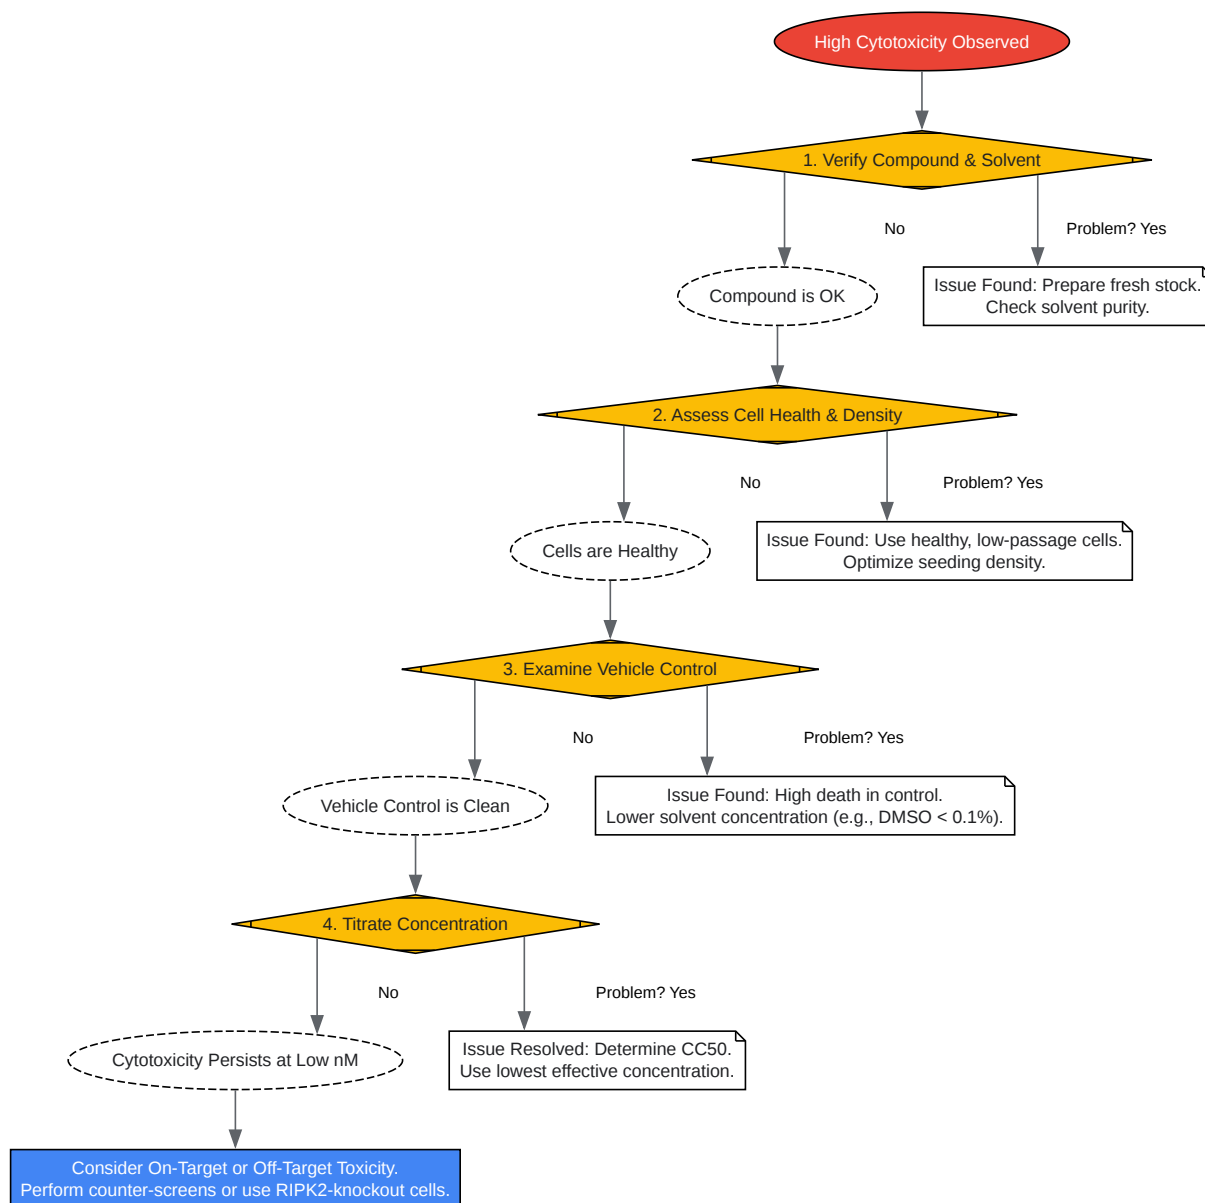 High Cytotoxicity Observed
1. Verify Compound & Solvent
No
Problem? Yes
Compound is OK
Issue Found: Prepare fresh stock.
Check solvent purity.
2. Assess Cell Health & Density
No
Problem? Yes
Cells are Healthy
Issue Found: Use healthy, low-passage cells.
Optimize seeding density.
3. Examine Vehicle Control
No
Problem? Yes
Vehicle Control is Clean
Issue Found: High death in control.
Lower solvent concentration (e.g., DMSO < 0.1%).
4. Titrate Concentration
No
Problem? Yes
Cytotoxicity Persists at Low nM
Issue Resolved: Determine CC50.
Use lowest effective concentration.
Consider On-Target or Off-Target Toxicity.
Perform counter-screens or use RIPK2-knockout cells.